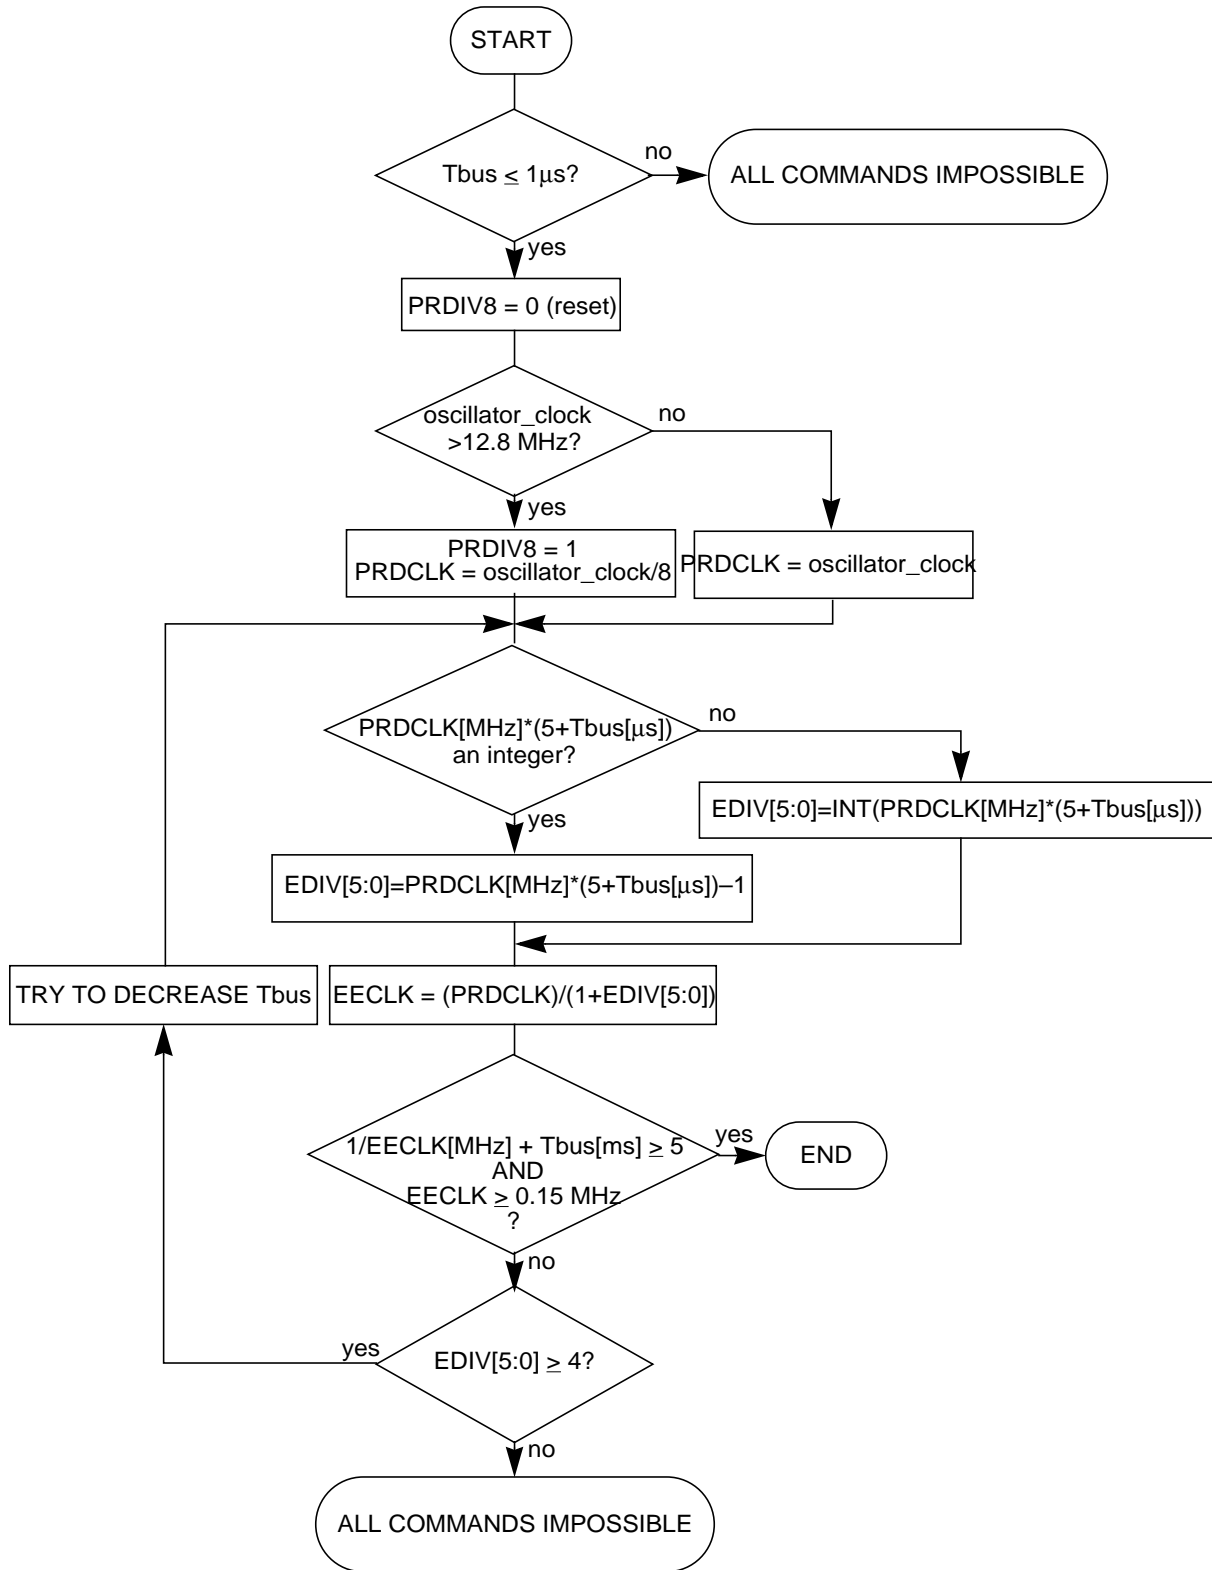 START
Tbus ≤ 1µs?
no
ALL COMMANDS IMPOSSIBLE
yes
PRDIV8 = 0 (reset)
oscillator_clock
>12.8 MHz?
no
yes
PRDIV8 = 1
PRDCLK = oscillator_clock/8
PRDCLK = oscillator_clock
PRDCLK[MHz]*(5+Tbus[µs])
an integer?
no
yes
EDIV[5:0]=INT(PRDCLK[MHz]*(5+Tbus[µs]))
EDIV[5:0]=PRDCLK[MHz]*(5+Tbus[µs])–1
TRY TO DECREASE Tbus
EECLK = (PRDCLK)/(1+EDIV[5:0])
1/EECLK[MHz] + Tbus[ms] ≥ 5
AND
EECLK ≥ 0.15 MHz
?
yes
END
no
EDIV[5:0] ≥ 4?
yes
no
ALL COMMANDS IMPOSSIBLE